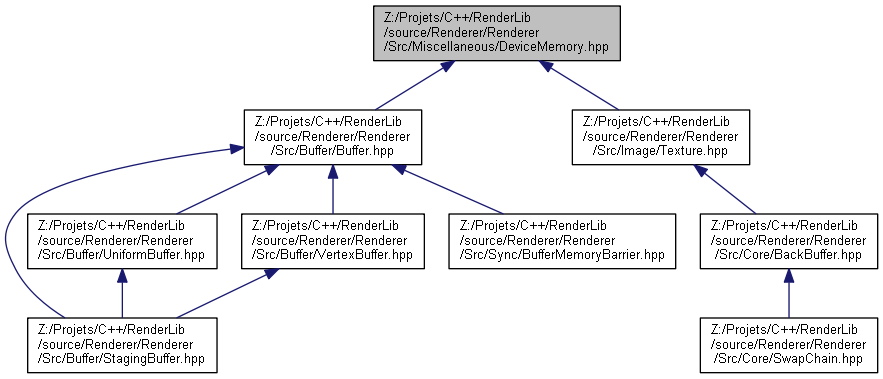 Z:/Projets/C++/RenderLib
/source/Renderer/Renderer
/Src/Miscellaneous/DeviceMemory.hpp
Z:/Projets/C++/RenderLib
/source/Renderer/Renderer
/Src/Buffer/Buffer.hpp
Z:/Projets/C++/RenderLib
/source/Renderer/Renderer
/Src/Image/Texture.hpp
Z:/Projets/C++/RenderLib
/source/Renderer/Renderer
/Src/Buffer/UniformBuffer.hpp
Z:/Projets/C++/RenderLib
/source/Renderer/Renderer
/Src/Buffer/VertexBuffer.hpp
Z:/Projets/C++/RenderLib
/source/Renderer/Renderer
/Src/Sync/BufferMemoryBarrier.hpp
Z:/Projets/C++/RenderLib
/source/Renderer/Renderer
/Src/Core/BackBuffer.hpp
Z:/Projets/C++/RenderLib
/source/Renderer/Renderer
/Src/Buffer/StagingBuffer.hpp
Z:/Projets/C++/RenderLib
/source/Renderer/Renderer
/Src/Core/SwapChain.hpp